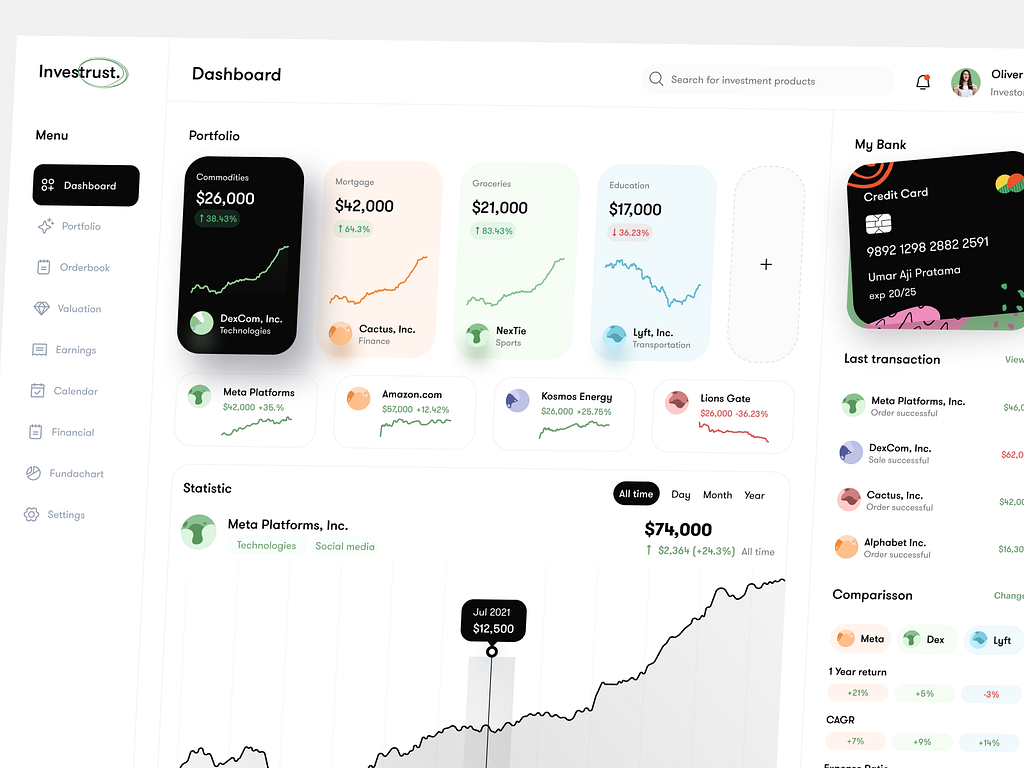 Investrust.
Dashboard
Search for investment products
Oliver
Menu
Dashboard
Portfolio
Orderbook
Valuation
Earnings
Calendar
Financial
Fundachart
Settings
Portfolio
Commodities
$26,000
↑ 38.43%
DexCom, Inc.
Technologies
Mortgage
$42,000
↑ 64.3%
Cactus, Inc.
Finance
Groceries
$21,000
↑ 83.43%
NexTie
Sports
Education
$17,000
↓ 36.23%
Lyft, Inc.
Transportation
+
Meta Platforms
$42,000 +35.%
Amazon.com
$57,000 +12.42%
Kosmos Energy
$26,000 +25.75%
Lions Gate
$26,000 -36.23%
Statistic
All time Day Month Year
Meta Platforms, Inc.
Technologies Social media
$74,000
↑ $2,364 (+24.3%) All time
Jul 2021
$12,500
My Bank
Credit Card
9892 1298 2882 2591
Umar Aji Pratama
exp 20/25
Last transaction
View
Meta Platforms, Inc.
Order successful
$46,0
DexCom, Inc.
Sale successful
$62,0
Cactus, Inc.
Order successful
$42,00
Alphabet Inc.
Order successful
$16,30
Comparisson
Change
Meta Dex Lyft
1 Year return
+21% +5% -3%
CAGR
+7% +9% +14%